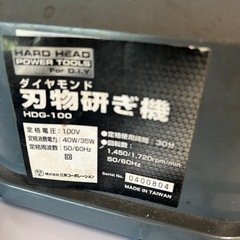 HARD HEAD
POWER TOOLS
For D.I.Y
ダイヤモンド
刃物研ぎ機
HDG-100
定格電圧：100V
定格消費電力：40W/35W
定格周波数：50/60Hz
●定格使用時間：30分
●回転数：
1,450/1,720rpm/min
50/60Hz
Serial No. 0400804
株式会社三共コーポレーション
MADE IN TAIWAN